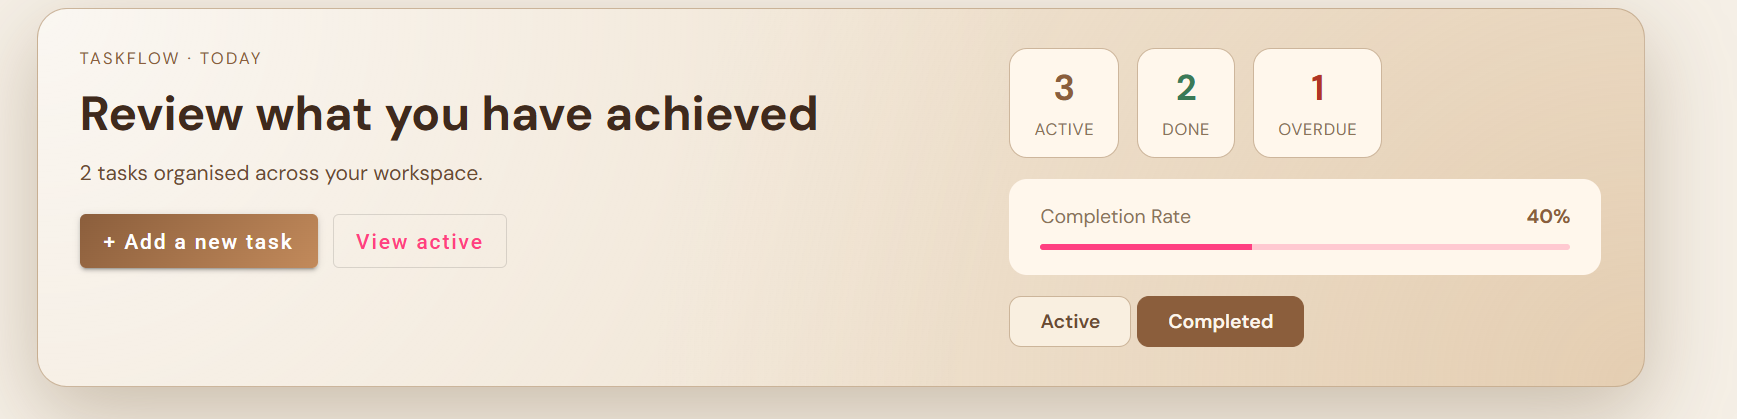 TASKFLOW · TODAY
Review what you have achieved
2 tasks organised across your workspace.
+ Add a new task
View active
3
ACTIVE
2
DONE
1
OVERDUE
Completion Rate
40%
Active
Completed